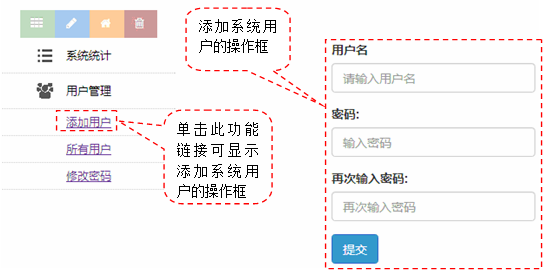 系统统计
用户管理
添加用户
所有用户
修改密码
单击此功能
链接可显示
添加系统用
户的操作框
添加系统用
户的操作框
用户名
请输入用户名
密码:
输入密码
再次输入密码:
再次输入密码
提交